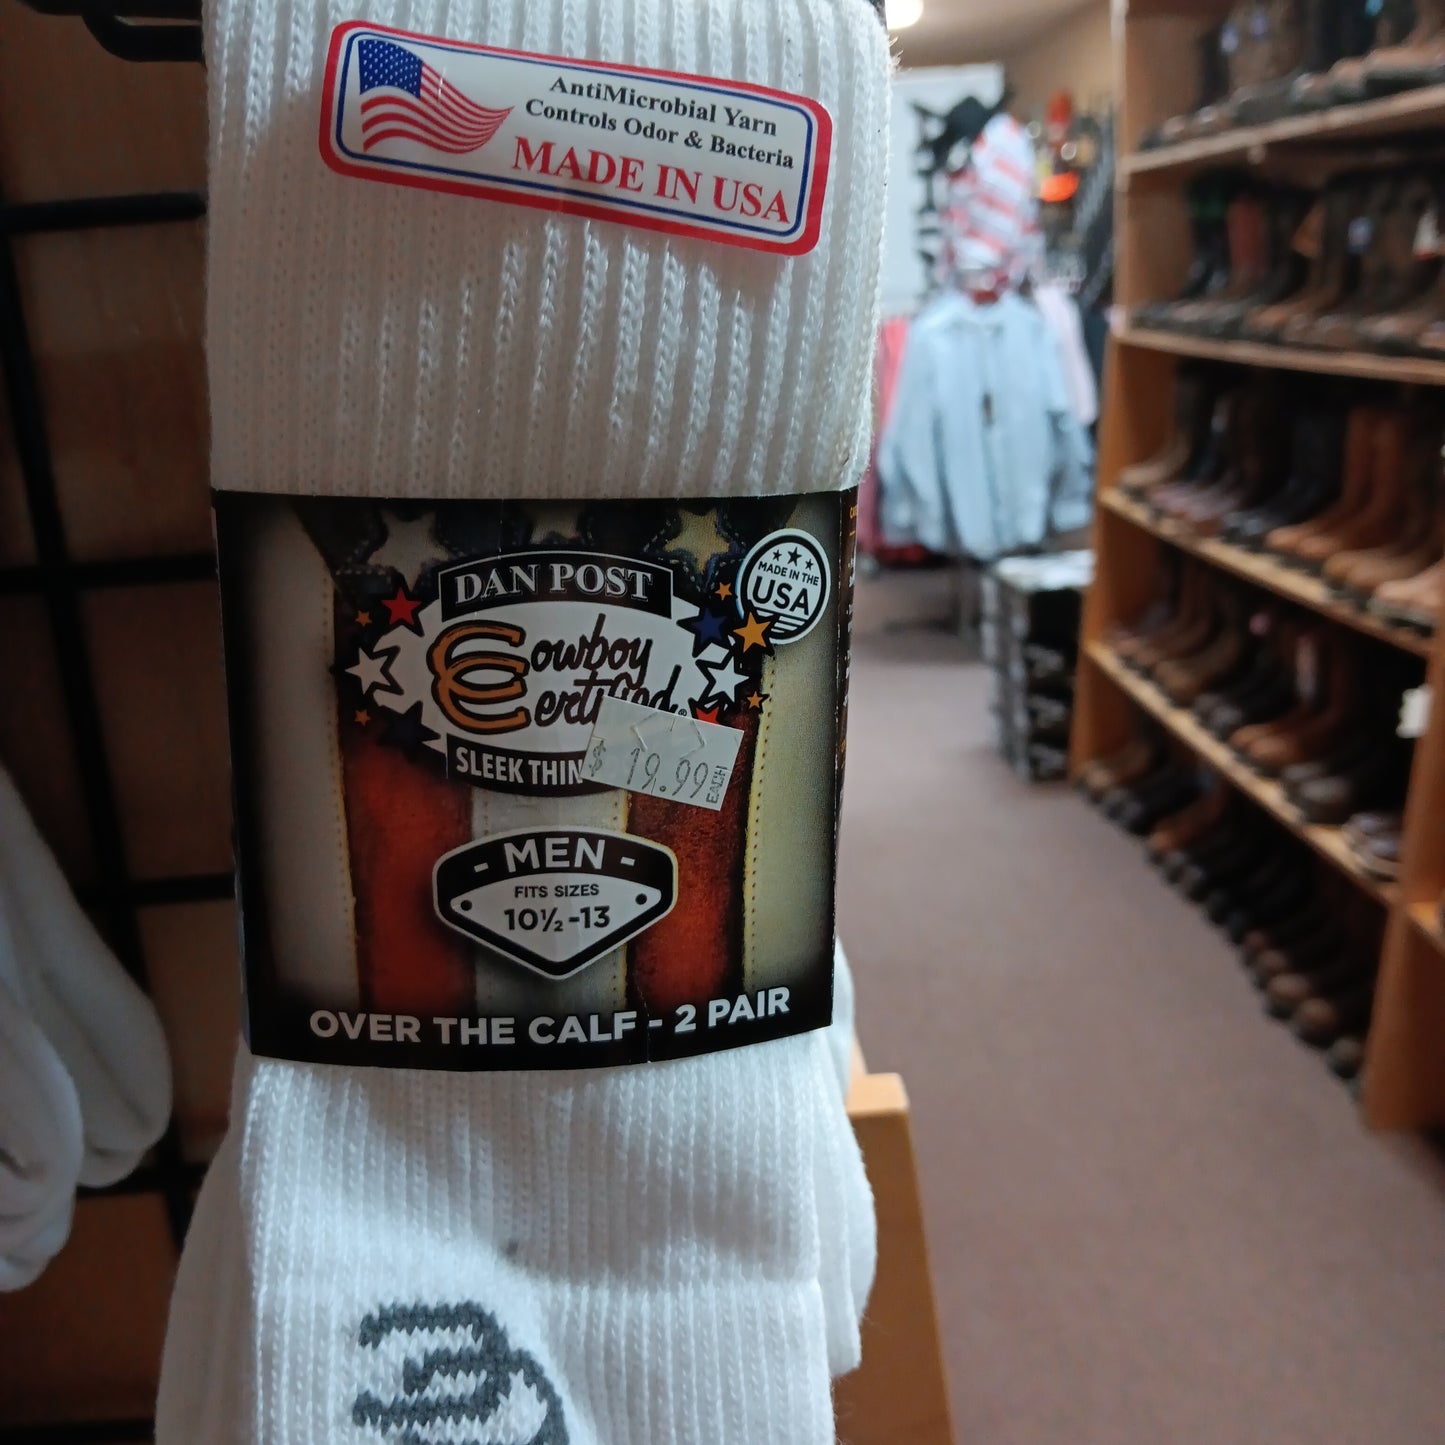 AntiMicrobial Yarn
Controls Odor & Bacteria
MADE IN USA
DAN POST
MADE IN THE
USA
Cowboy
Certified®
SLEEK THIN
$ 19.99 EACH
- MEN -
FITS SIZES
10½-13
OVER THE CALF - 2 PAIR